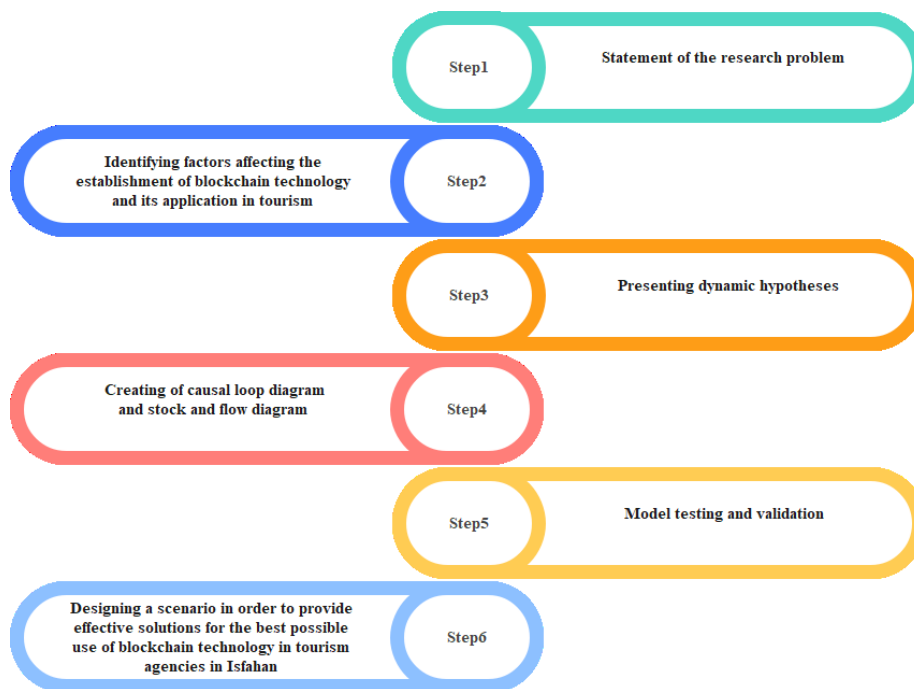 Step1
Statement of the research problem
Identifying factors affecting the
establishment of blockchain technology
and its application in tourism
Step2
Step3
Presenting dynamic hypotheses
Creating of causal loop diagram
and stock and flow diagram
Step4
Step5
Model testing and validation
Designing a scenario in order to provide
effective solutions for the best possible
use of blockchain technology in tourism
agencies in Isfahan
Step6